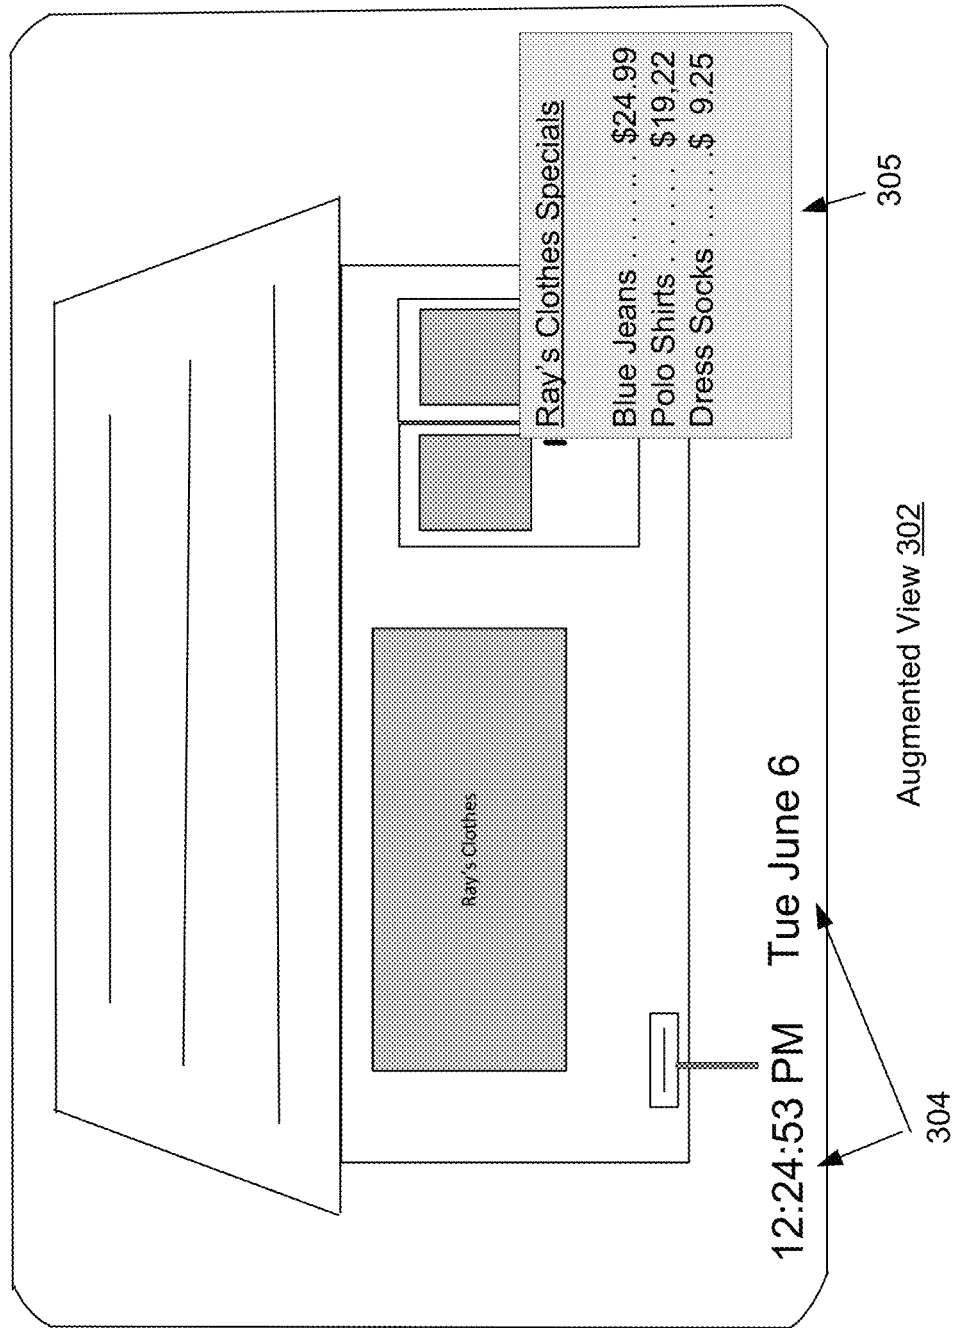 Ray's Clothes Specials
Blue Jeans . . . . . . . $24.99
Polo Shirts . . . . . . . $19,22
Dress Socks . . . . . .$ 9.25
Ray's Clothes
12:24:53 PM Tue June 6
305
304
Augmented View 302